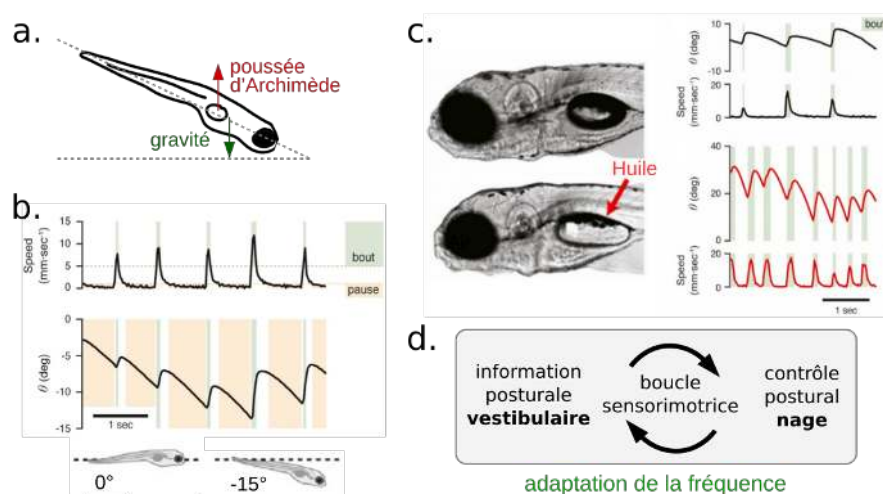 a.
poussée
d'Archimède
gravité
b.
Speed
(mm·sec⁻¹)
15
10
5
0
bout
pause
θ (deg)
0
-5
-10
-15
1 sec
0°
-15°
c.
Huile
bout
θ (deg)
10
-10
Speed
(mm·sec⁻¹)
20
0
θ (deg)
40
20
0
Speed
(mm·sec⁻¹)
20
0
1 sec
d.
information
posturale
vestibulaire
boucle
sensorimotrice
contrôle
postural
nage
adaptation de la fréquence